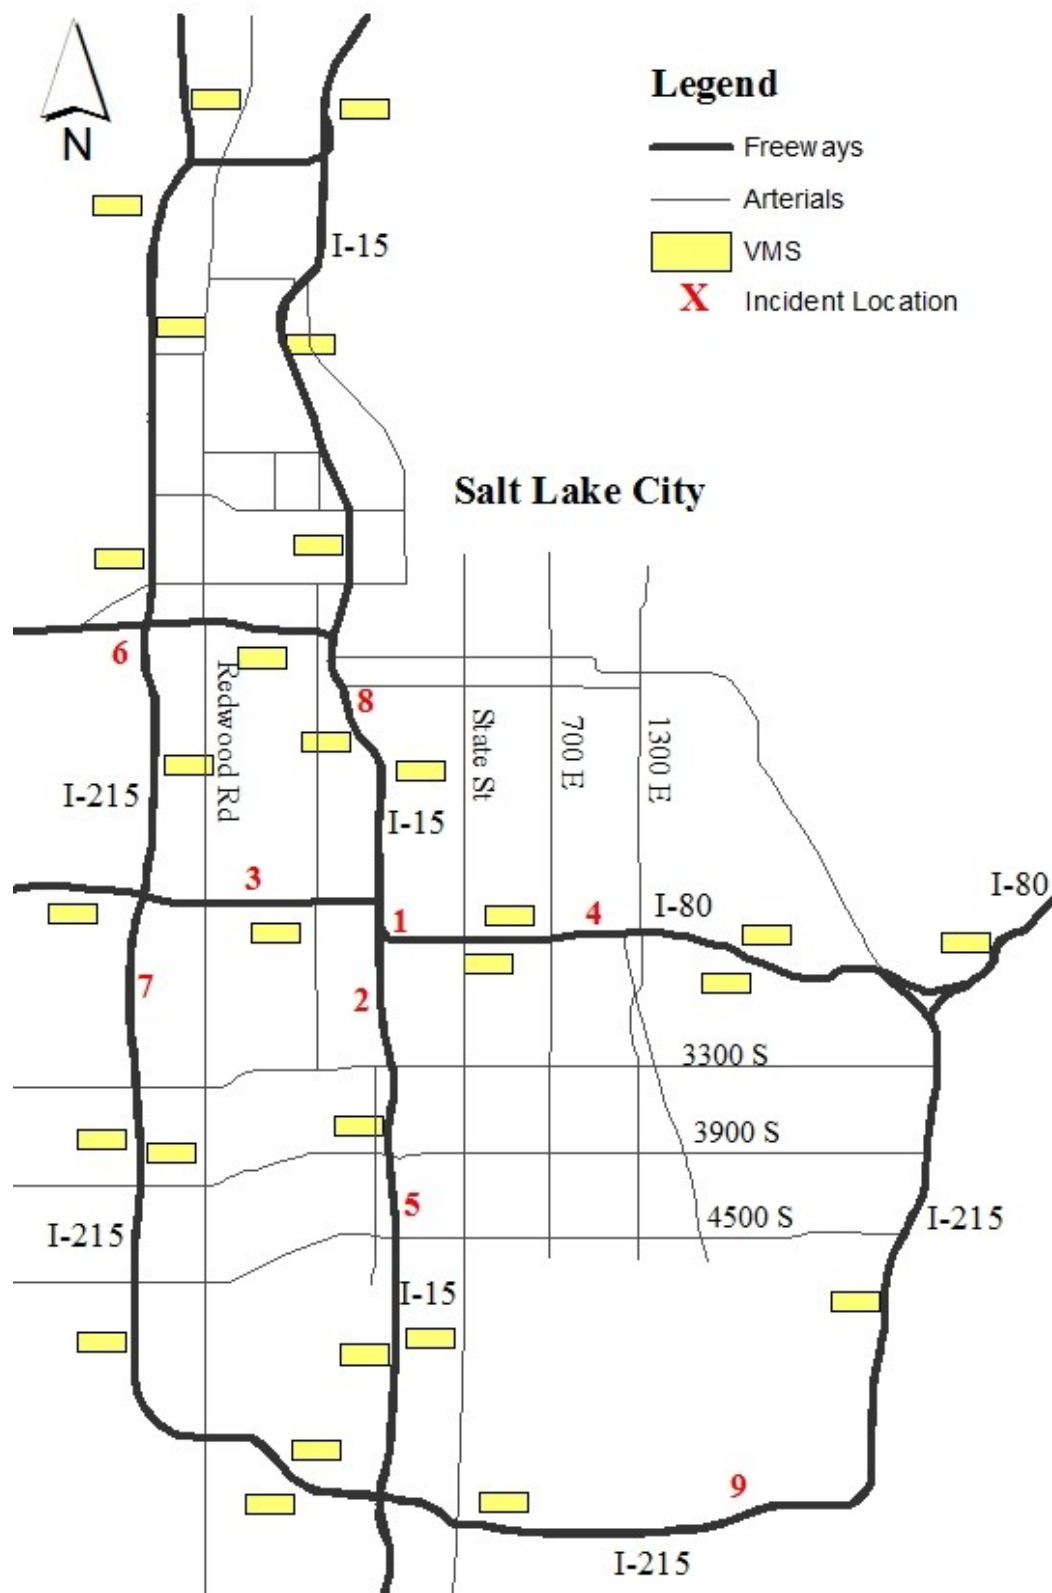 Legend
N
Freeways
Arterials
I-15
VMS
X
Incident Location
Salt Lake City
6
Redwood Rd
8
State St
700 E
1300 E
I-215
I-15
3
I-80
1
4
I-80
7
2
3300 S
3900 S
5
4500 S
I-215
I-215
I-15
9
I-215